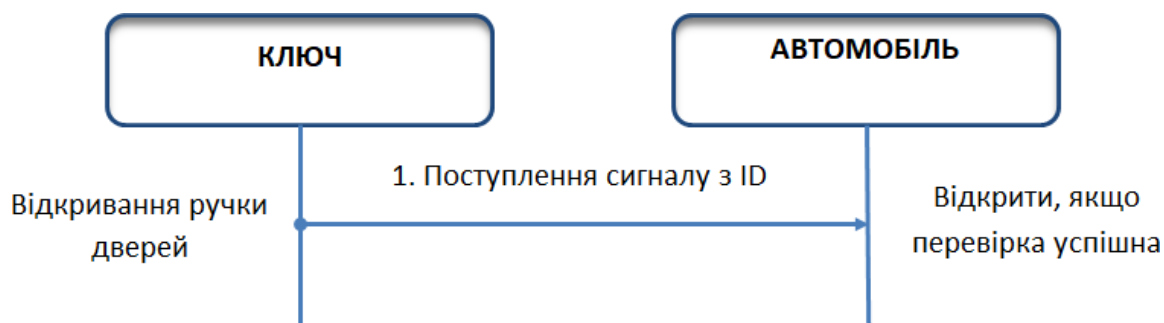 КЛЮЧ
АВТОМОБІЛЬ
1. Поступлення сигналу з ID
Відкривання ручки
дверей
Відкрити, якщо
перевірка успішна